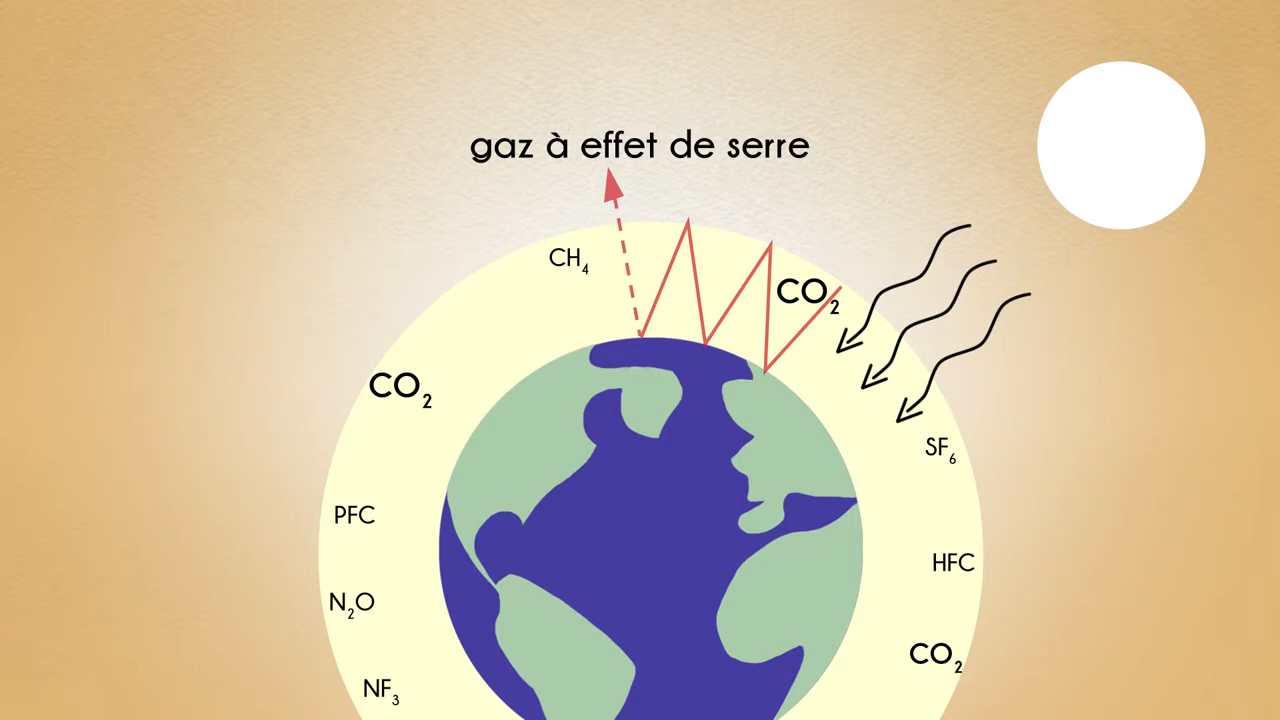 gaz à effet de serre
CH₄
CO₂
CO₂
SF₆
PFC
HFC
N₂O
CO₂
NF₃